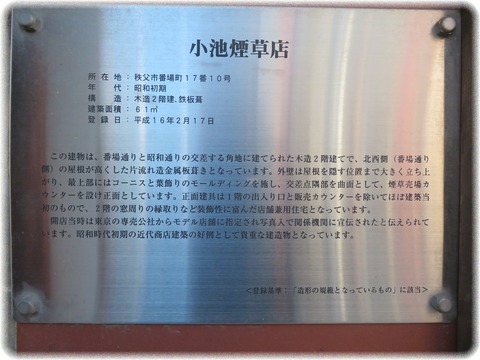 小池煙草店
所在地：秩父市番場町17番10号
年代：昭和初期
構造：木造2階建、鉄板葺
建築面積：61㎡
登録日：平成16年2月17日
この建物は、番場通りと昭和通りの交差する角地に建てられた木造2階建てで、北西側（番場通り
側）の屋根が高くした片流れ造金属板葺きとなっています。外壁は屋根を隠す位置まで大きく立ち上
がり、最上部にはコーニスと葉飾りのモールディングを施し、交差点隅部を曲面として、煙草売場カ
ウンターを設け正面としています。正面建具は1階の出入り口と販売カウンターを除いてほぼ建築当
初のもので、2階の窓周りの縁取りなど装飾性に富んだ店舗兼用住宅となっています。
開店当時は東京の専売公社からモデル店舗に指定され写真入で関係機関に宣伝されたと伝えられ
ています。昭和時代初期の近代商店建築の好例として貴重な建造物となっています。
＜登録基準：「造形の規範となっているもの」に該当＞